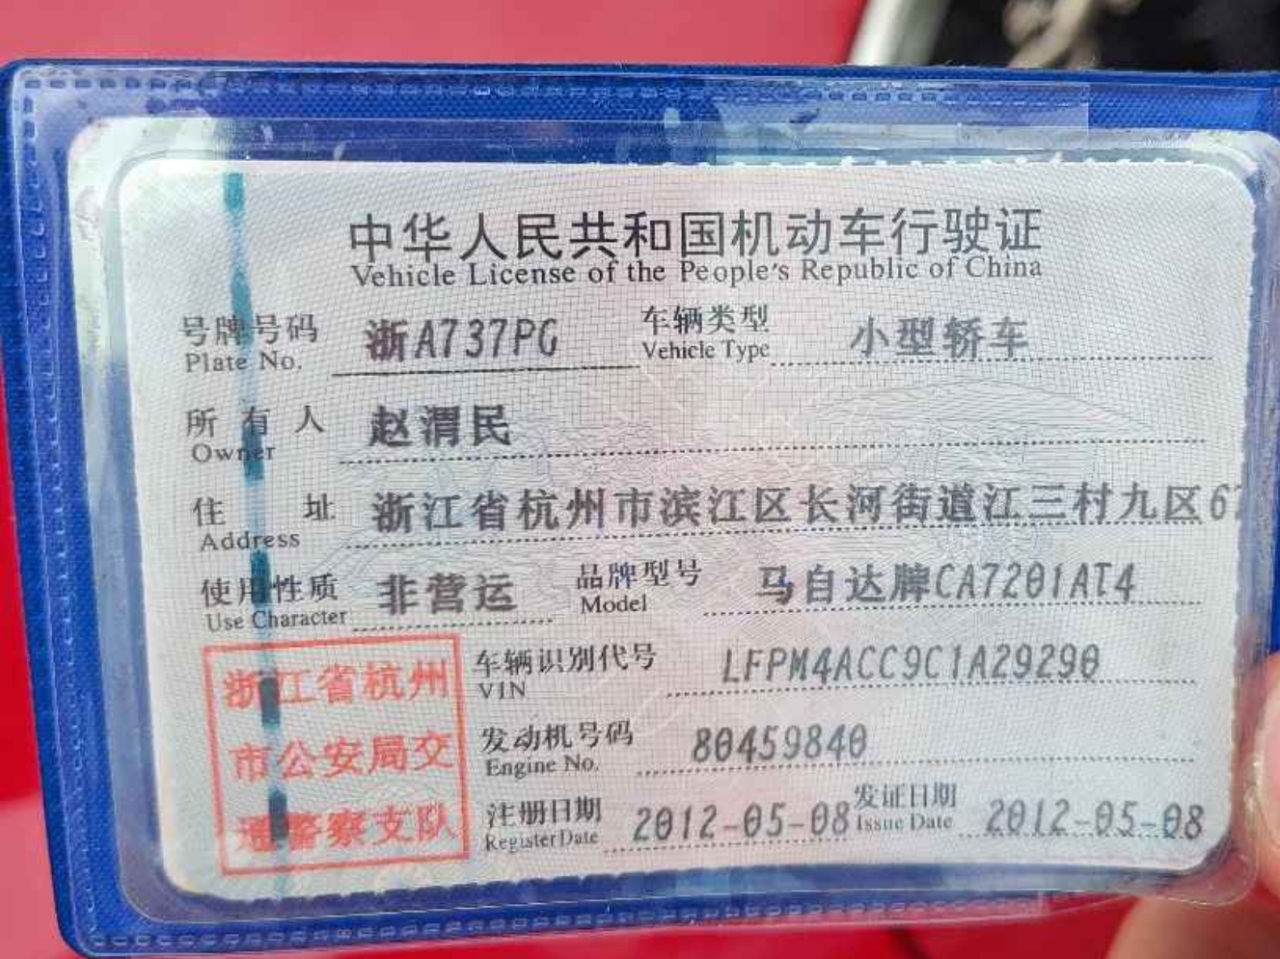 中华人民共和国机动车行驶证
Vehicle License of the People's Republic of China
号牌号码 浙A737PG 车辆类型 小型轿车
Plate No. Vehicle Type
所有人 赵渭民
Owner
住址 浙江省杭州市滨江区长河街道江三村九区67
Address
使用性质 非营运 品牌型号 马自达牌CA7201AT4
Use Character Model
浙江省杭州
市公安局交
通警察支队
车辆识别代号 LFPM4ACC9C1A29290
VIN
发动机号码 80459840
Engine No.
注册日期 2012-05-08 发证日期 2012-05-08
Register Date Issue Date